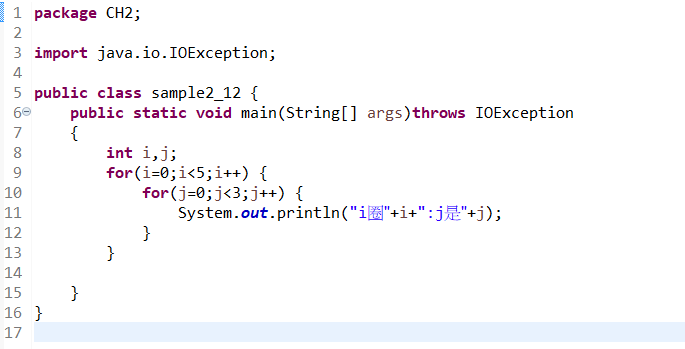 1 package CH2;
2
3 import java.io.IOException;
4
5 public class sample2_12 {
6 public static void main(String[] args)throws IOException
7 {
8 int i,j;
9 for(i=0;i<5;i++) {
10 for(j=0;j<3;j++) {
11 System.out.println("i圈"+i+":j是"+j);
12 }
13 }
14
15 }
16 }
17